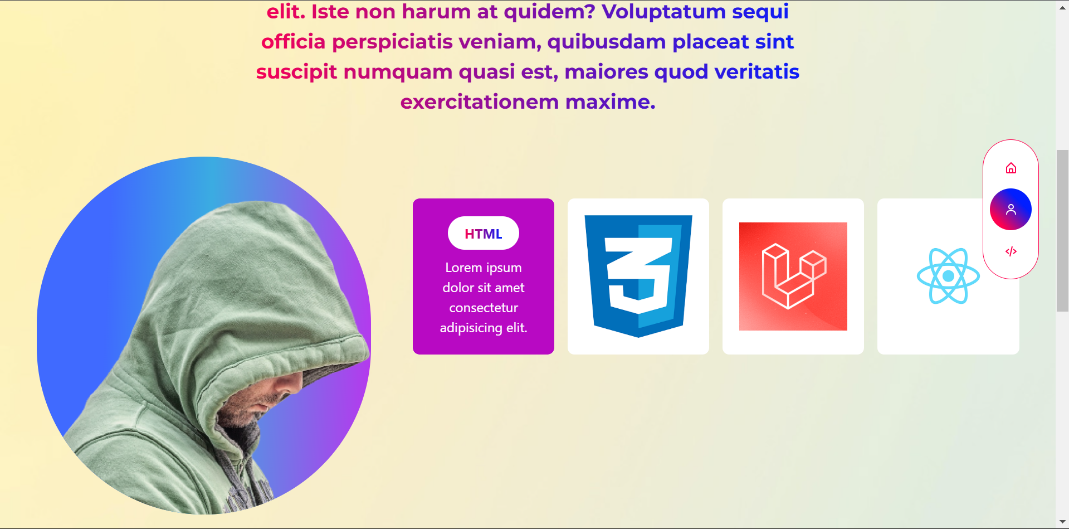 elit. Iste non harum at quidem? Voluptatum sequi
officia perspiciatis veniam, quibusdam placeat sint
suscipit numquam quasi est, maiores quod veritatis
exercitationem maxime.
HTML
Lorem ipsum
dolor sit amet
consectetur
adipisicing elit.
3